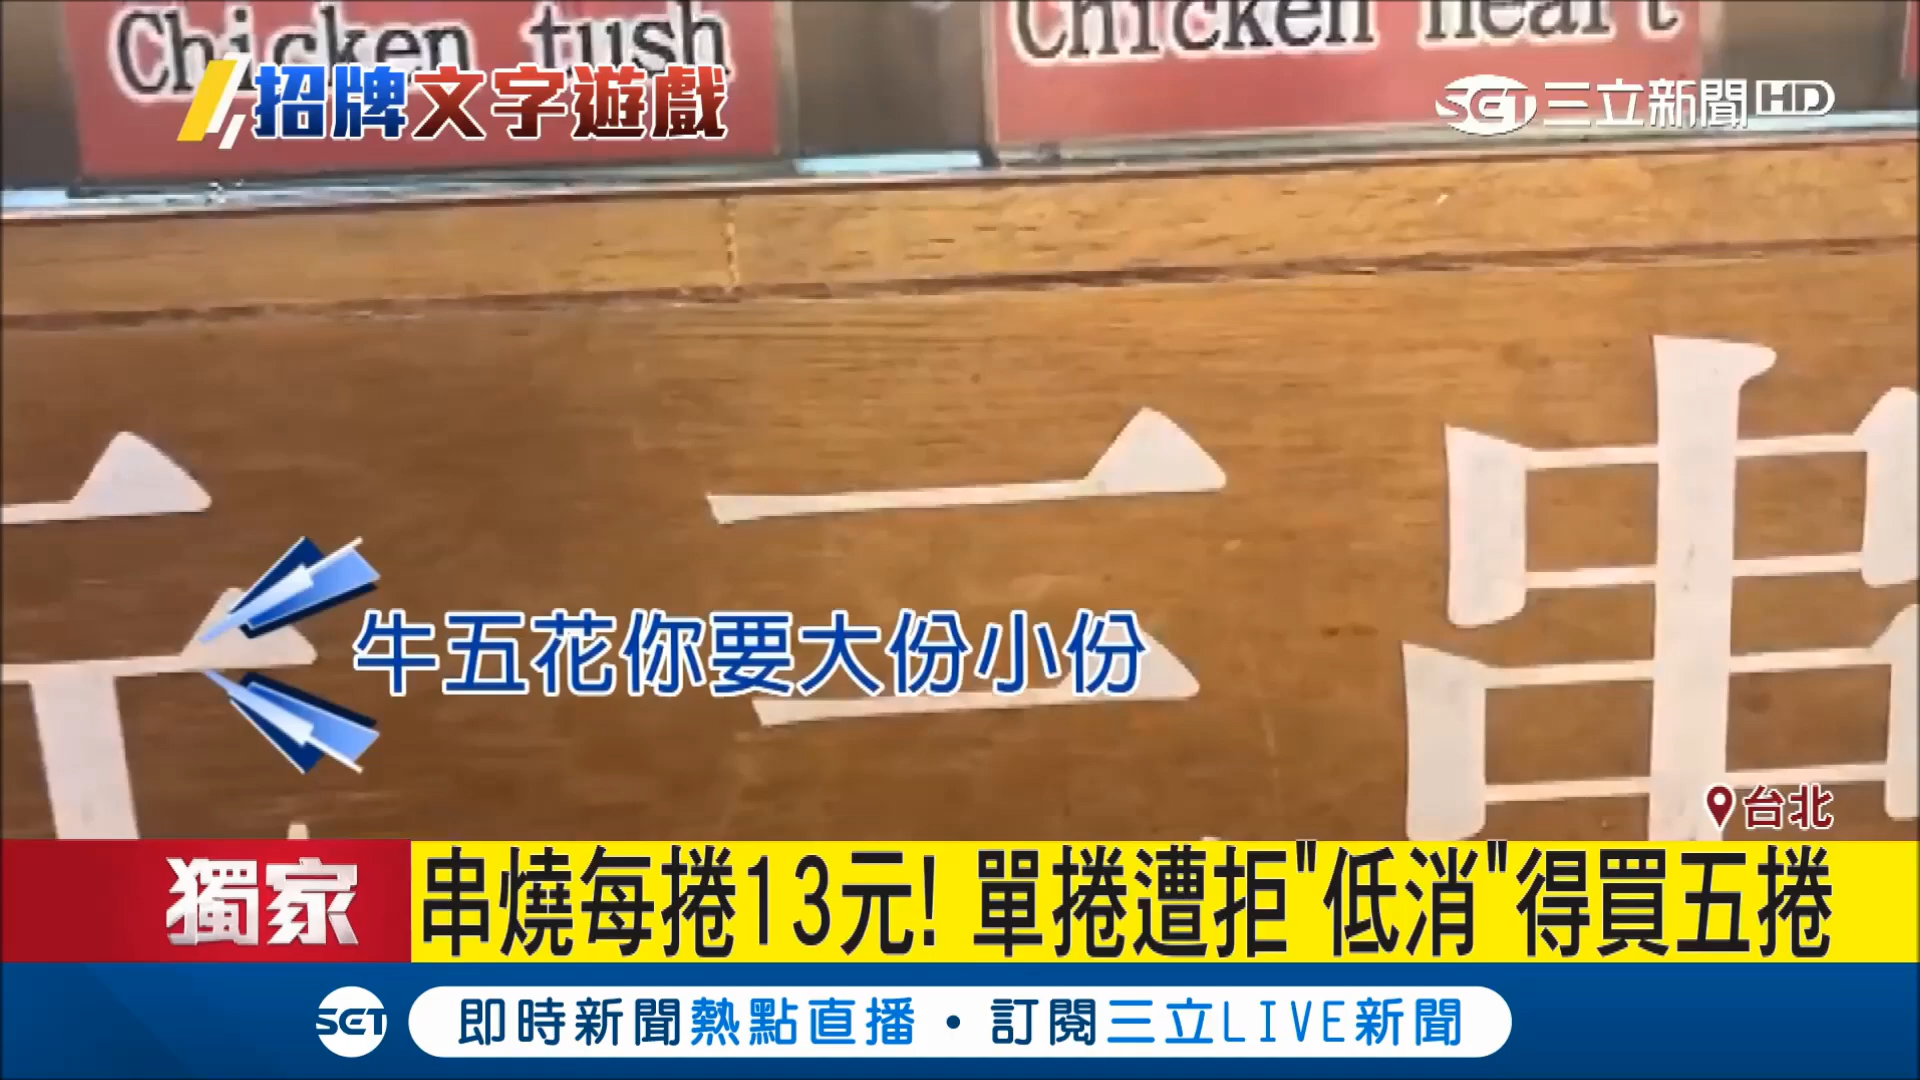 Chicken tush
Chicken heart
招牌文字遊戲
SET三立新聞HD
二串
牛五花你要大份小份
台北
獨家
串燒每捲13元! 單捲遭拒"低消"得買五捲
SET 即時新聞熱點直播・訂閱三立LIVE新聞